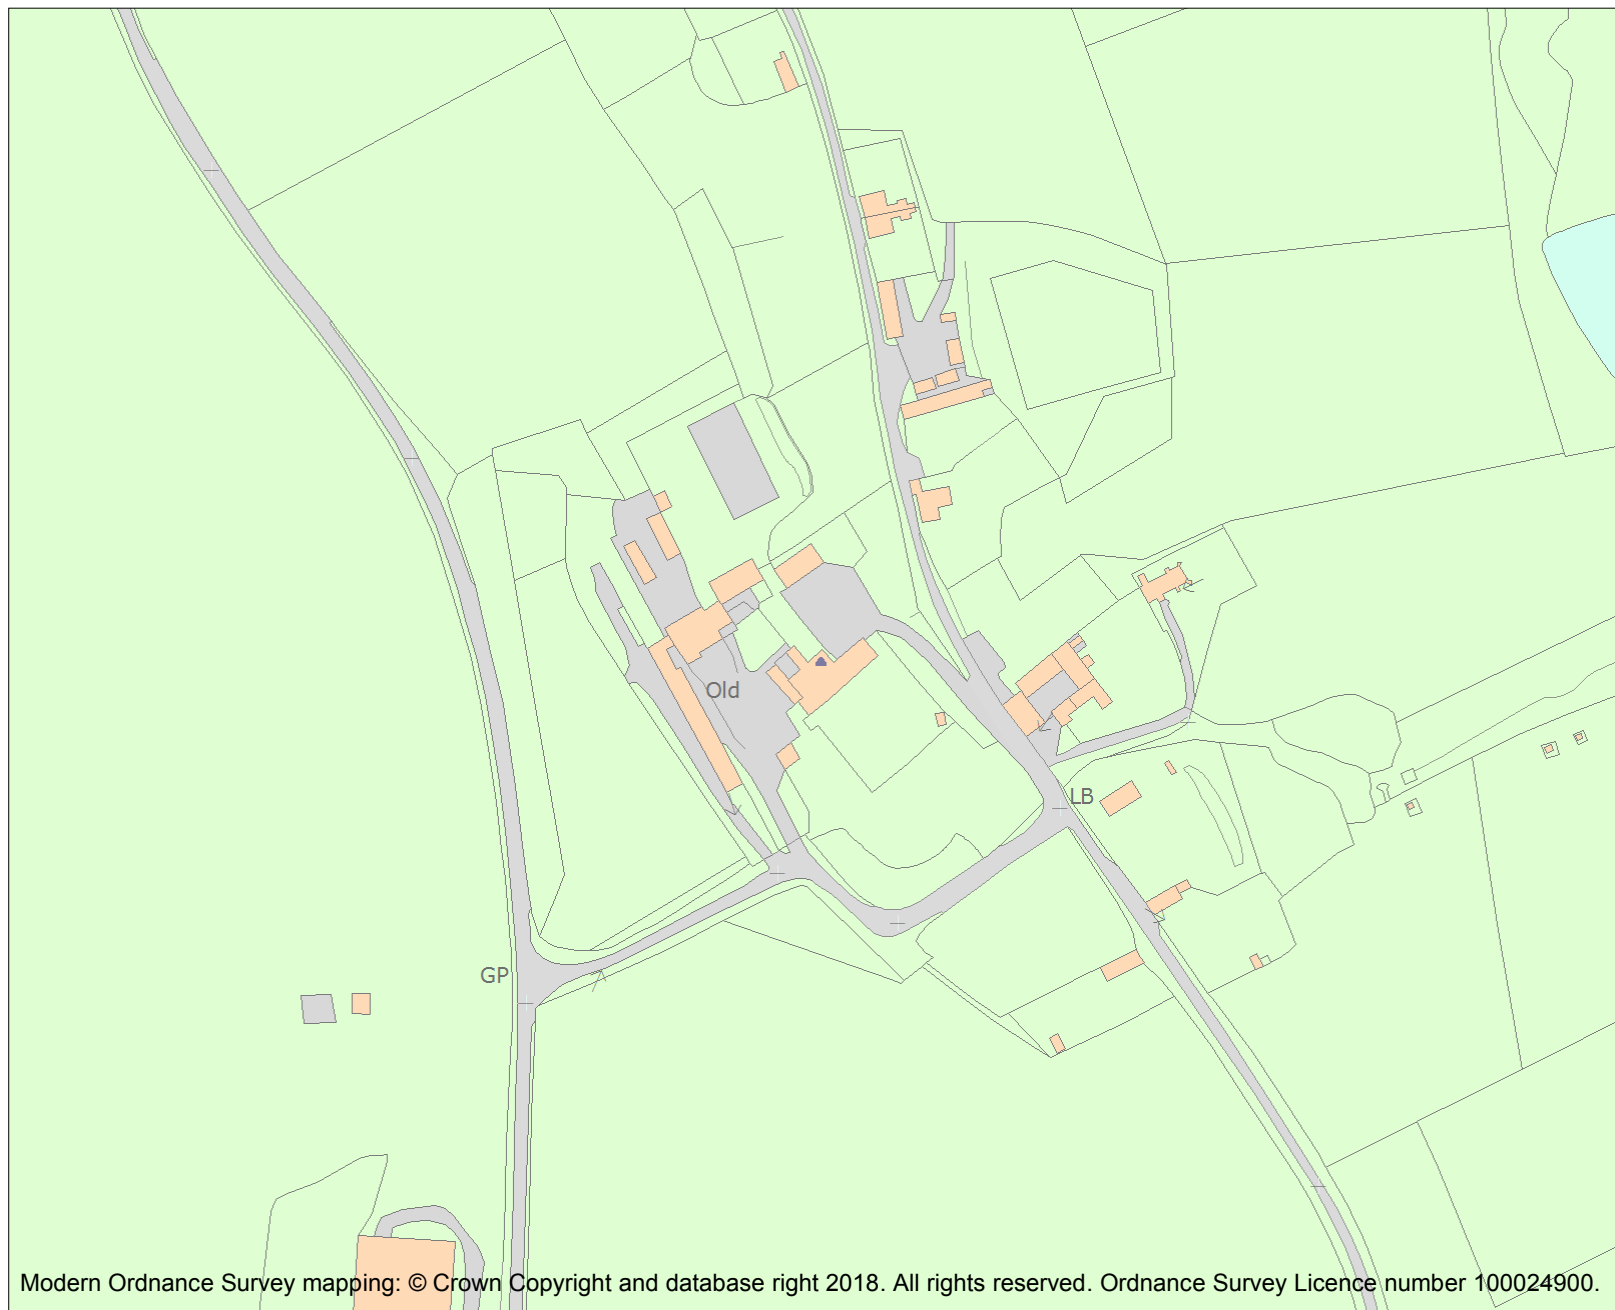 Old
LB
GP
Modern Ordnance Survey mapping: © Crown Copyright and database right 2018. All rights reserved. Ordnance Survey Licence number 100024900.